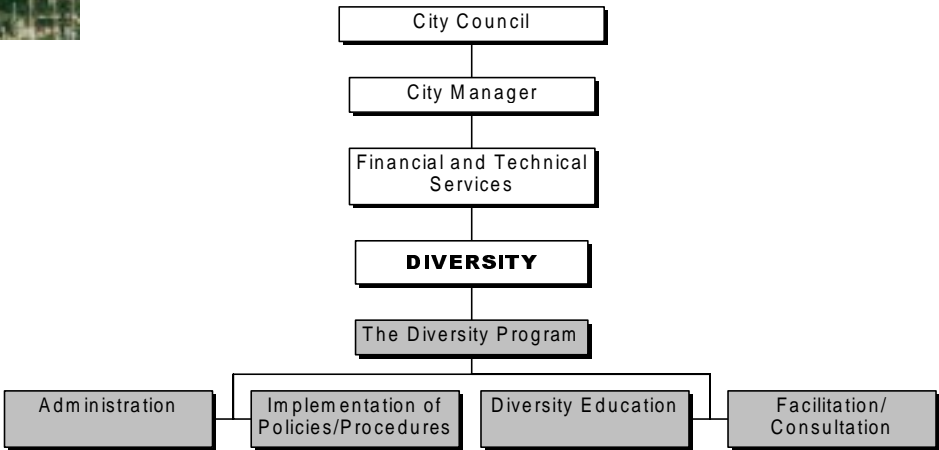 City Council
City Manager
Financial and Technical
Services
DIVERSITY
The Diversity Program
Administration
Implementation of
Policies/Procedures
Diversity Education
Facilitation/
Consultation